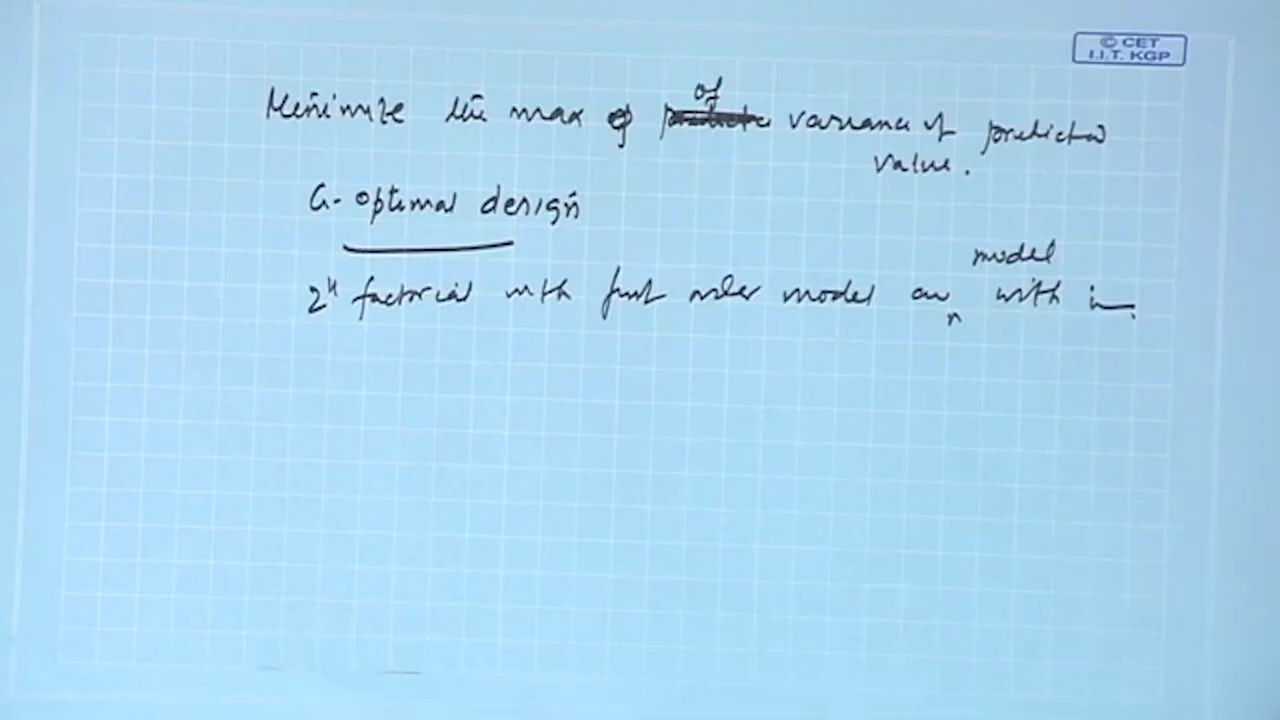 © CET
I.I.T. KGP
Minimize the max of variance of predicted
value.
G-optimal design
model
2^k factorial with first order model or with in